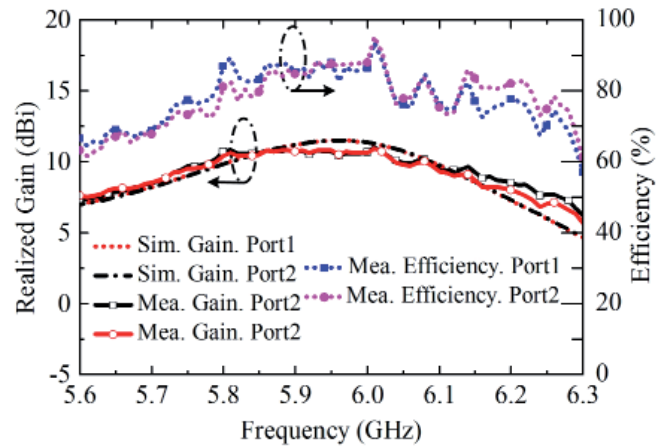 20
15
10
5
0
-5
Realized Gain (dBi)
100
80
60
40
20
0
Efficiency (%)
Sim. Gain. Port1
Sim. Gain. Port2
Mea. Gain. Port2
Mea. Gain. Port2
Mea. Efficiency. Port1
Mea. Efficiency. Port2
5.6 5.7 5.8 5.9 6.0 6.1 6.2 6.3
Frequency (GHz)